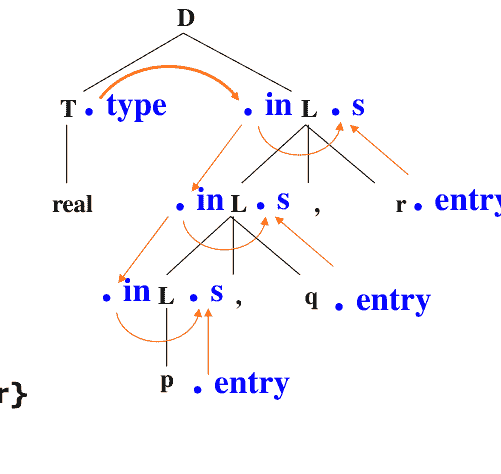 D
T . type . in L . s
real . in L . s , r . entry
. in L . s , q . entry
p . entry
r}